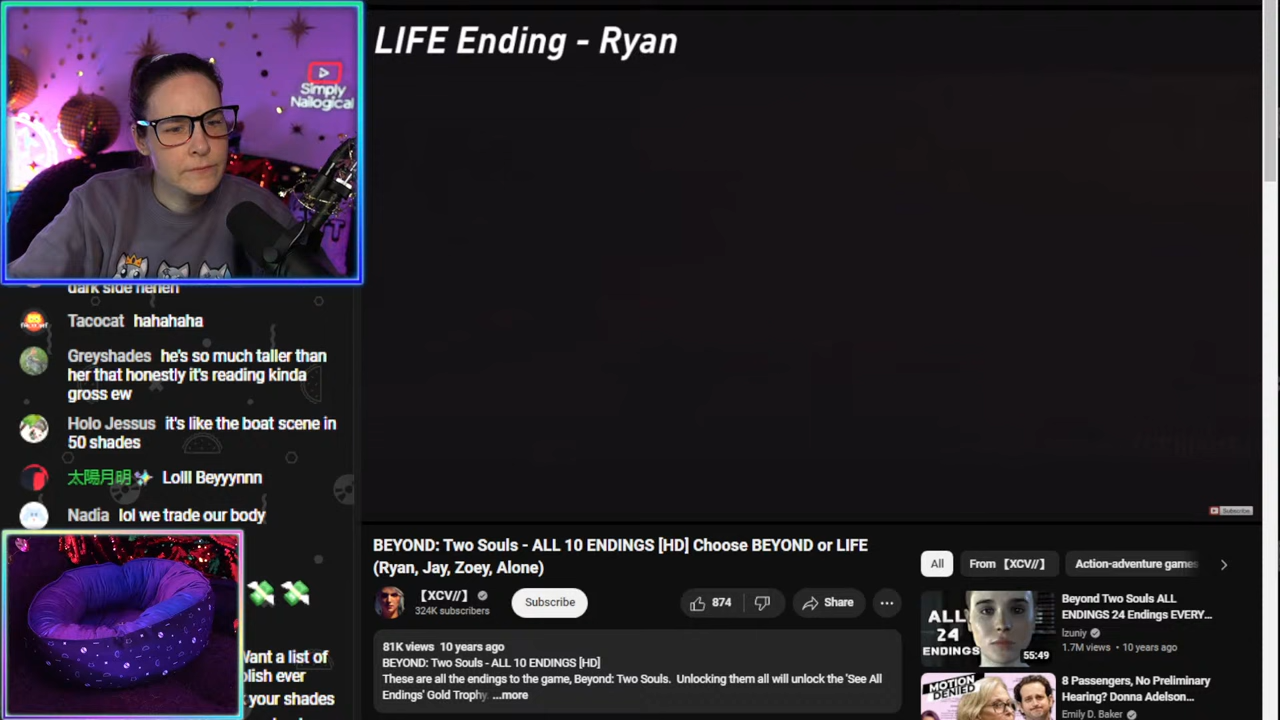 LIFE Ending - Ryan
Simply
Nailogical
dark side heheh
Tacocat hahahaha
Greyshades he's so much taller than
her that honestly it's reading kinda
gross ew
Holo Jessus it's like the boat scene in
50 shades
太陽月明✨ Lolll Beyynnn
Nadia lol we trade our body
💸 💸
Want a list of
olish ever
your shades
Subscribe
BEYOND: Two Souls - ALL 10 ENDINGS [HD] Choose BEYOND or LIFE
(Ryan, Jay, Zoey, Alone)
【XCV//】
324K subscribers
Subscribe
874
Share
81K views 10 years ago
BEYOND: Two Souls - ALL 10 ENDINGS [HD]
These are all the endings to the game, Beyond: Two Souls. Unlocking them all will unlock the 'See All
Endings' Gold Trophy. ...more
All
From 【XCV//】
Action-adventure games
ALL
24
ENDINGS
55:49
Beyond Two Souls ALL
ENDINGS 24 Endings EVERY...
Izuniy
1.7M views • 10 years ago
MOTION
DENIED
8 Passengers, No Preliminary
Hearing? Donna Adelson...
Emily D. Baker